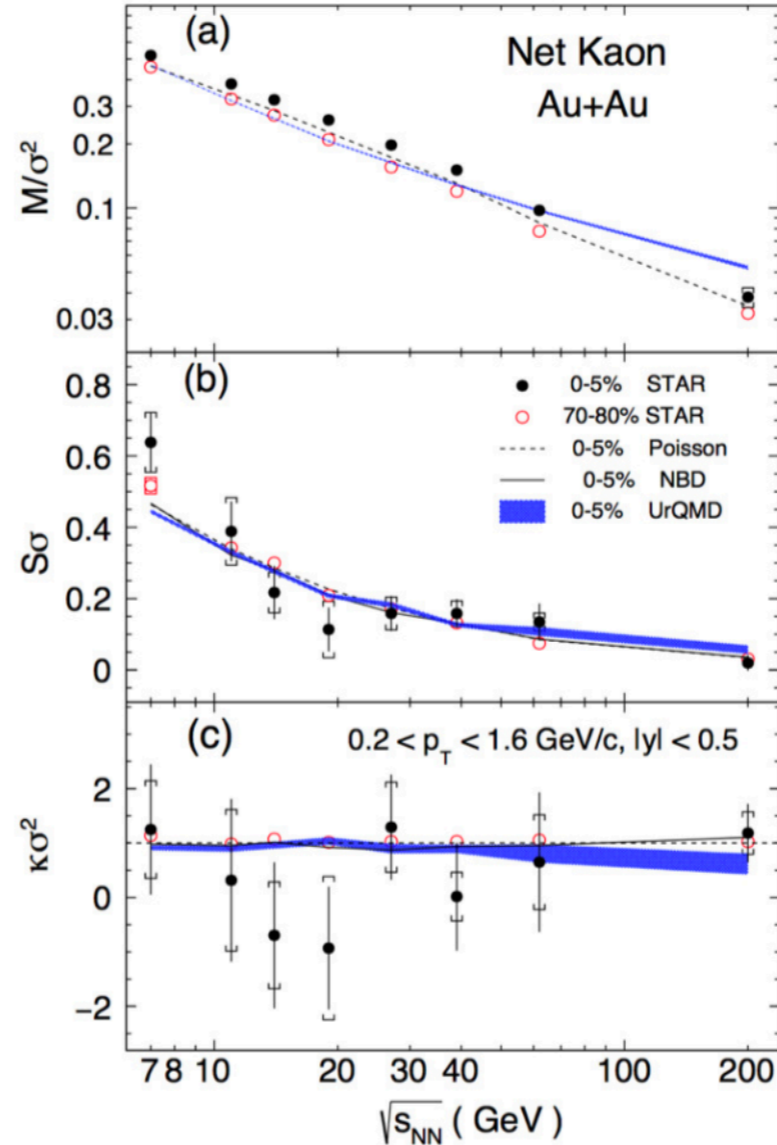 (a)
Net Kaon
Au+Au
M/σ²
0.3
0.2
0.1
0.03
(b)
Sσ
0.8
0.6
0.4
0.2
0
0-5% STAR
70-80% STAR
0-5% Poisson
0-5% NBD
0-5% UrQMD
(c)
0.2 < p_T < 1.6 GeV/c, |y| < 0.5
κσ²
2
0
−2
7 8 10 20 30 40 100 200
√s_NN ( GeV )